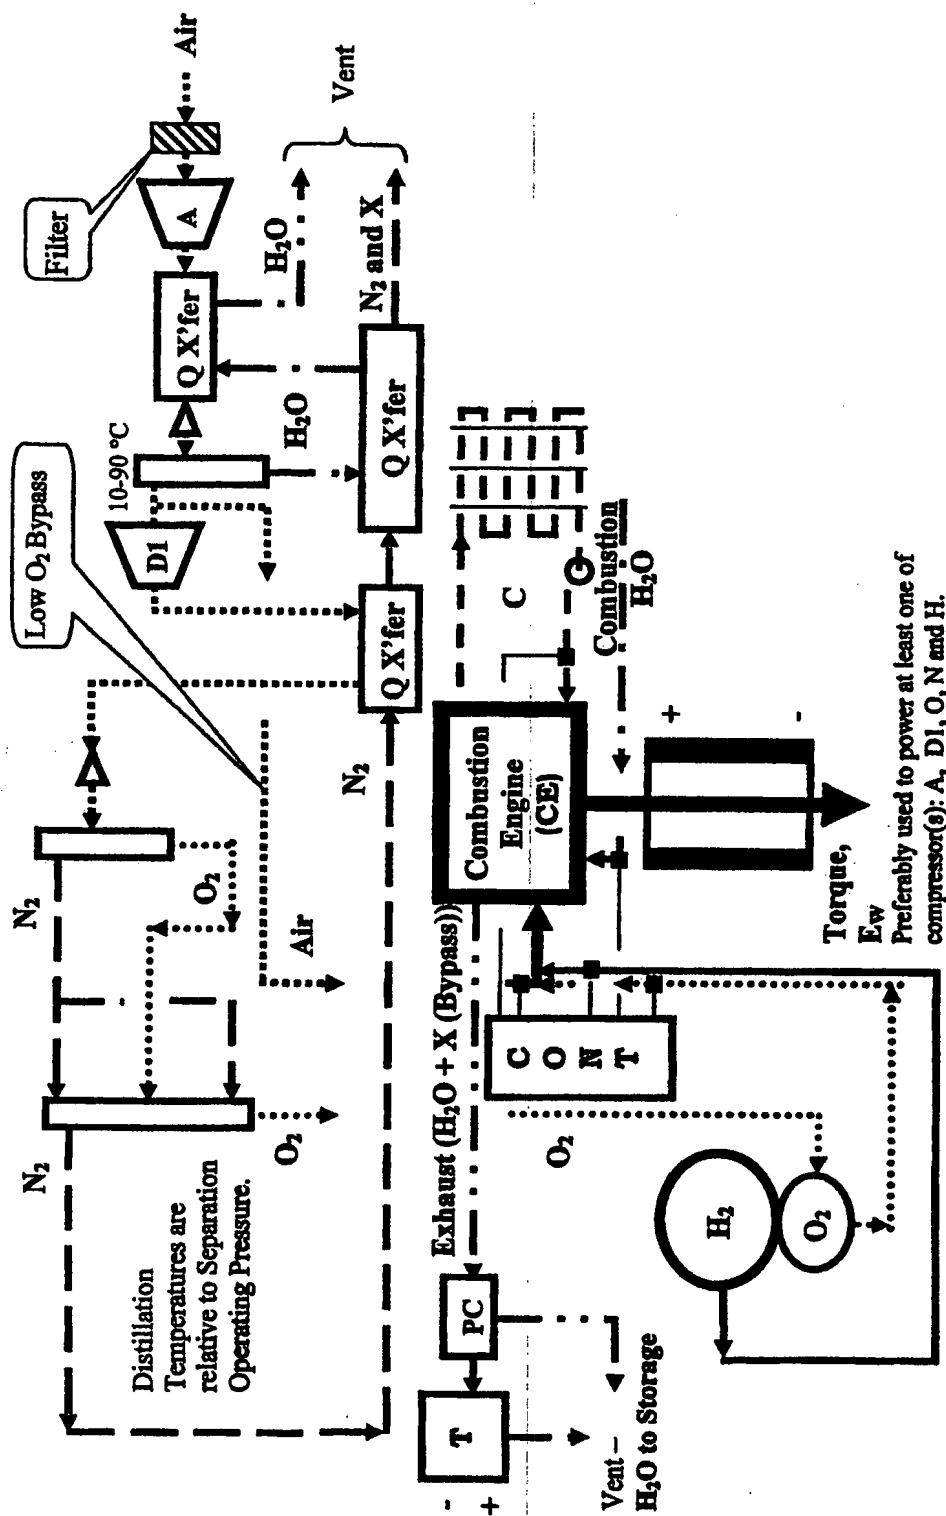 Air
Filter
A
Q X'fer
H₂O
Vent
10-90 °C
H₂O
N₂ and X
Q X'fer
D1
Low O₂ Bypass
Q X'fer
N₂
N₂
O₂
Air
N₂
O₂
Distillation
Temperatures are
relative to Separation
Operating Pressure.
C
Combustion
H₂O
Combustion
Engine
(CE)
+
-
Torque,
Ew
Preferably used to power at least one of
compressor(s): A, D1, O, N and H.
Exhaust (H₂O + X (Bypass))
C
O
N
T
O₂
H₂
O₂
PC
T
-
+
Vent –
H₂O to Storage